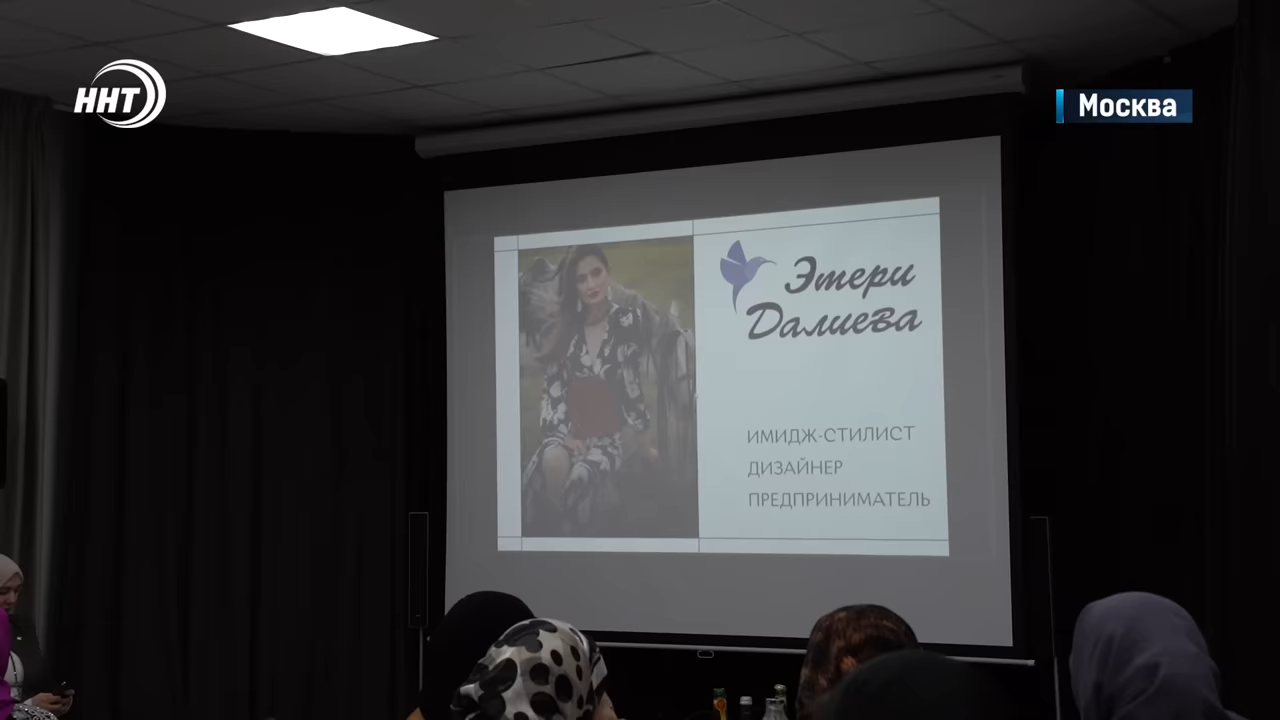 ННТ
Москва
Этери
Далиева
ИМИДЖ-СТИЛИСТ
ДИЗАЙНЕР
ПРЕДПРИНИМАТЕЛЬ